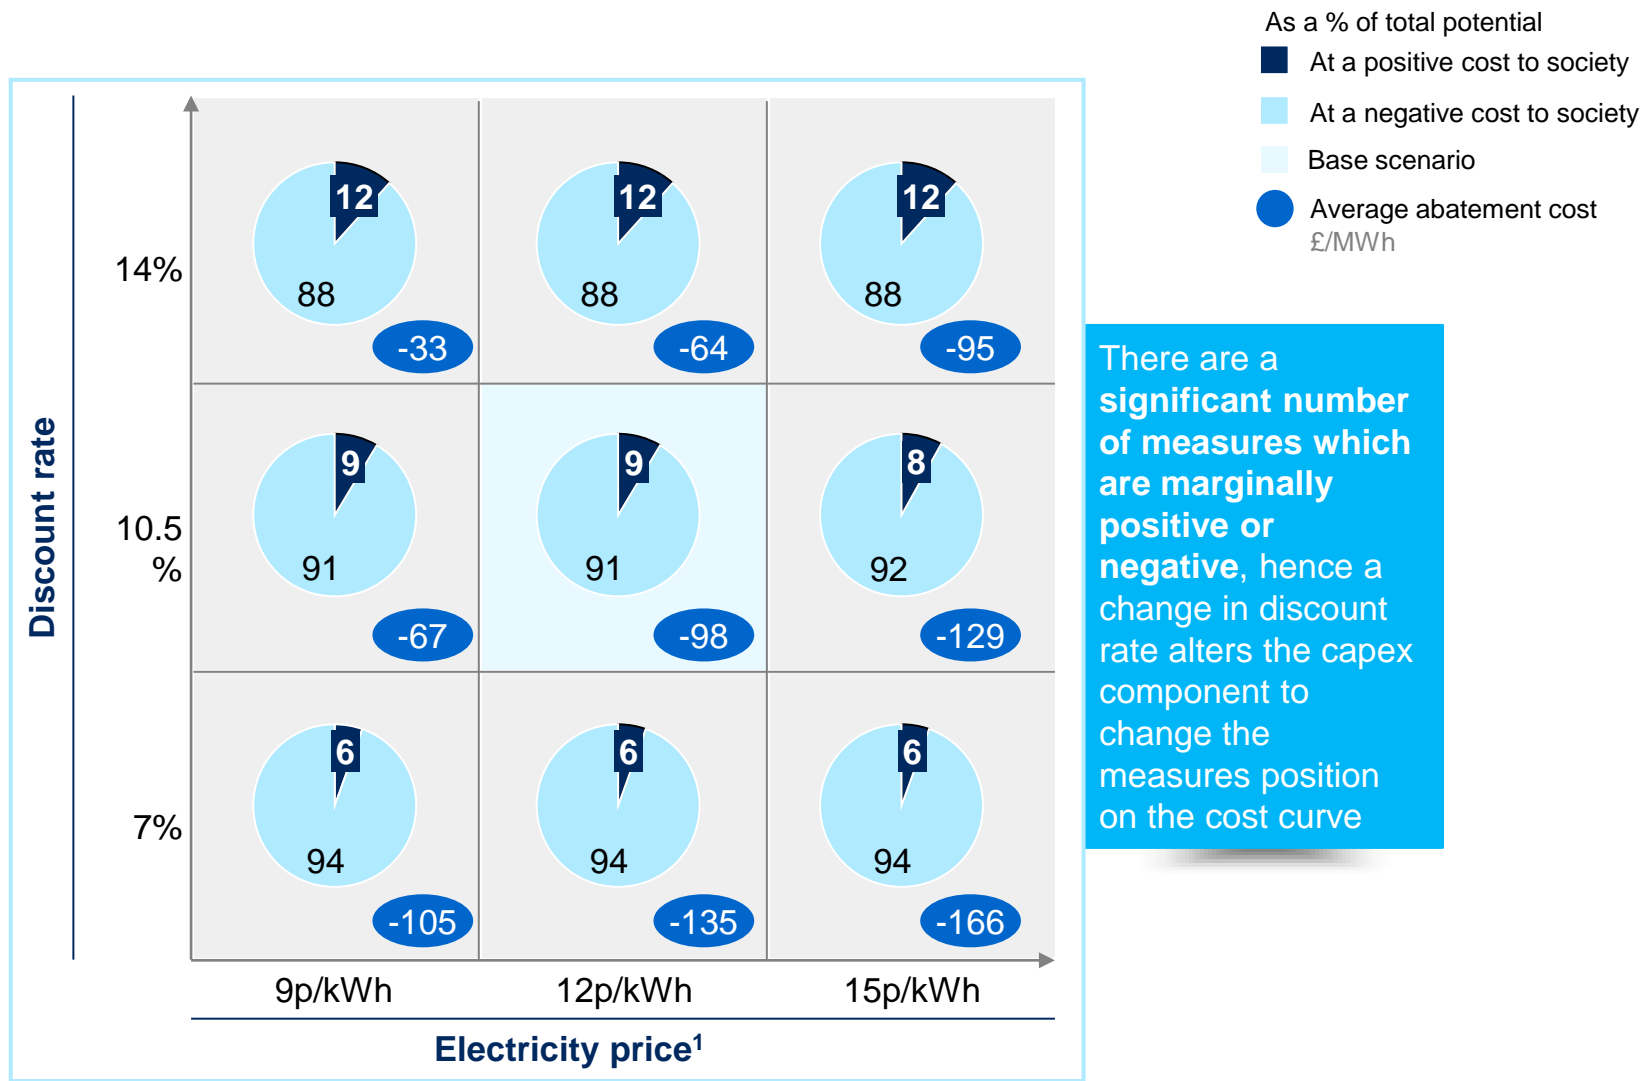 As a % of total potential
At a positive cost to society
At a negative cost to society
Base scenario
Average abatement cost
£/MWh
Discount rate
14%
12
88
-33
12
88
-64
12
88
-95
10.5
%
9
91
-67
9
91
-98
8
92
-129
7%
6
94
-105
6
94
-135
6
94
-166
9p/kWh
12p/kWh
15p/kWh
Electricity price¹
There are a
significant number
of measures which
are marginally
positive or
negative, hence a
change in discount
rate alters the capex
component to
change the
measures position
on the cost curve